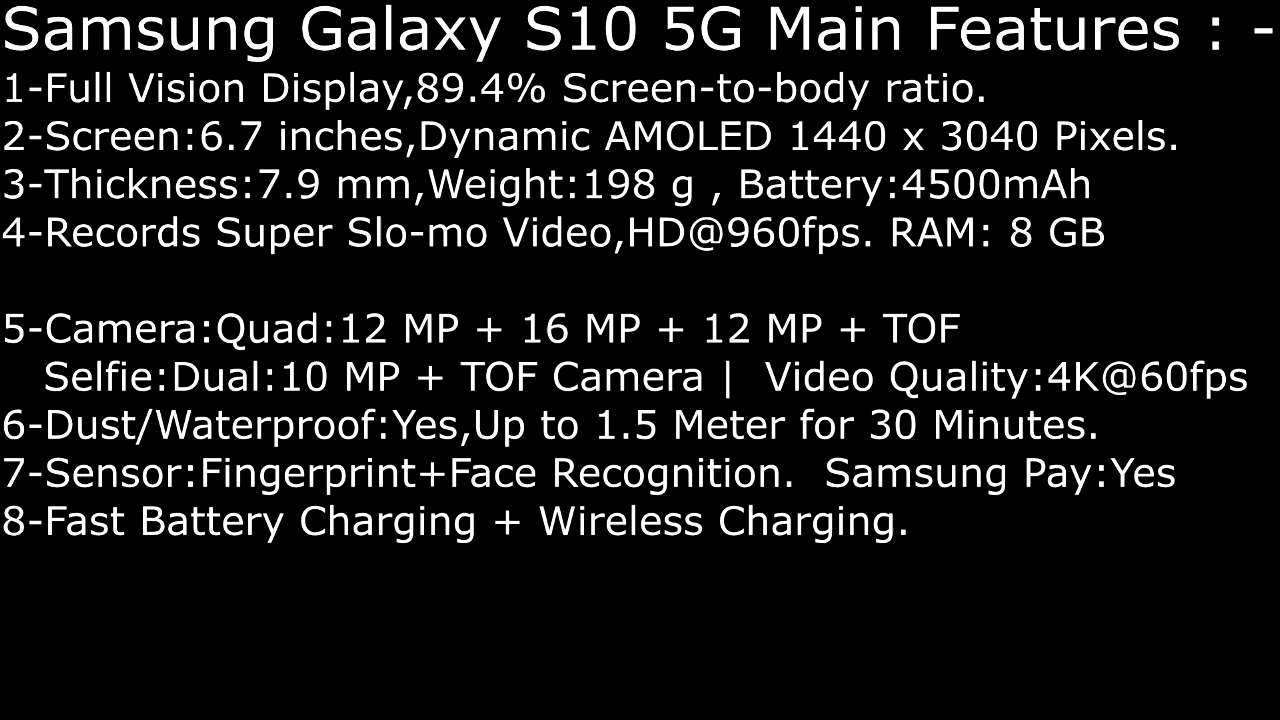 Samsung Galaxy S10 5G Main Features : -
1-Full Vision Display,89.4% Screen-to-body ratio.
2-Screen:6.7 inches,Dynamic AMOLED 1440 x 3040 Pixels.
3-Thickness:7.9 mm,Weight:198 g , Battery:4500mAh
4-Records Super Slo-mo Video,HD@960fps. RAM: 8 GB
5-Camera:Quad:12 MP + 16 MP + 12 MP + TOF
Selfie:Dual:10 MP + TOF Camera | Video Quality:4K@60fps
6-Dust/Waterproof:Yes,Up to 1.5 Meter for 30 Minutes.
7-Sensor:Fingerprint+Face Recognition. Samsung Pay:Yes
8-Fast Battery Charging + Wireless Charging.